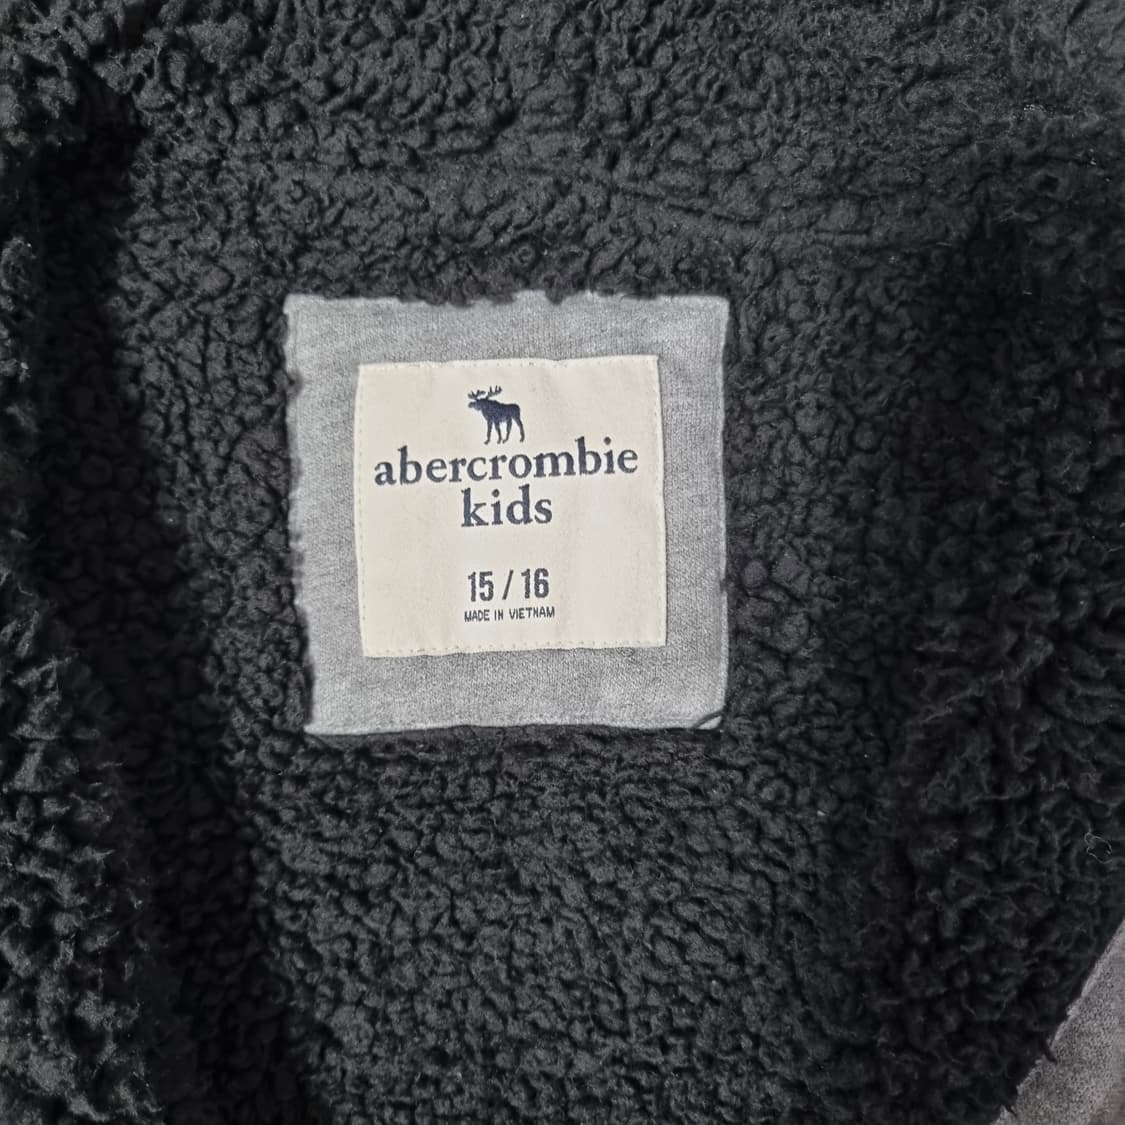 abercrombie
kids
15 / 16
MADE IN VIETNAM